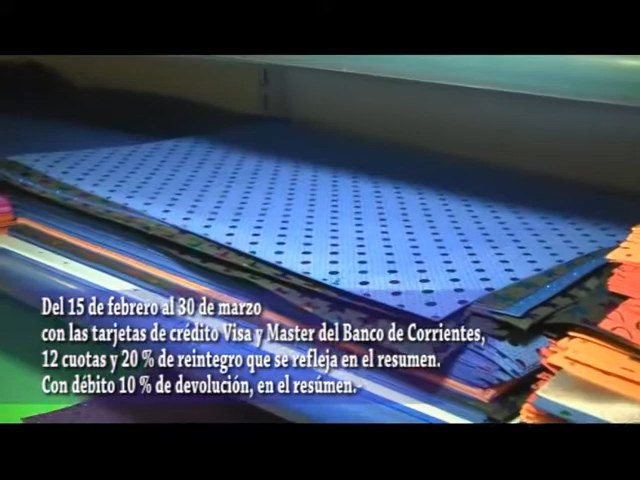 Del 15 de febrero al 30 de marzo
con las tarjetas de crédito Visa y Master del Banco de Corrientes,
12 cuotas y 20 % de reintegro que se refleja en el resumen.
Con débito 10 % de devolución, en el resúmen.-